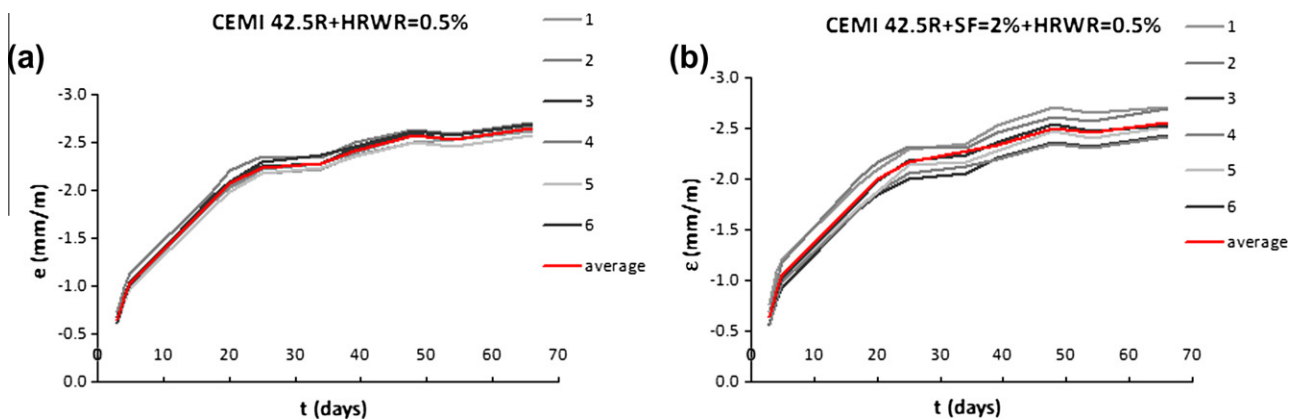 (a)
CEMI 42.5R+HRWR=0.5%
e (mm/m)
-3.0
-2.5
-2.0
-1.5
-1.0
-0.5
0.0
0 10 20 30 40 50 60 70
t (days)
1
2
3
4
5
6
average
(b)
CEMI 42.5R+SF=2%+HRWR=0.5%
ε (mm/m)
-3.0
-2.5
-2.0
-1.5
-1.0
-0.5
0.0
0 10 20 30 40 50 60 70
t (days)
1
2
3
4
5
6
average